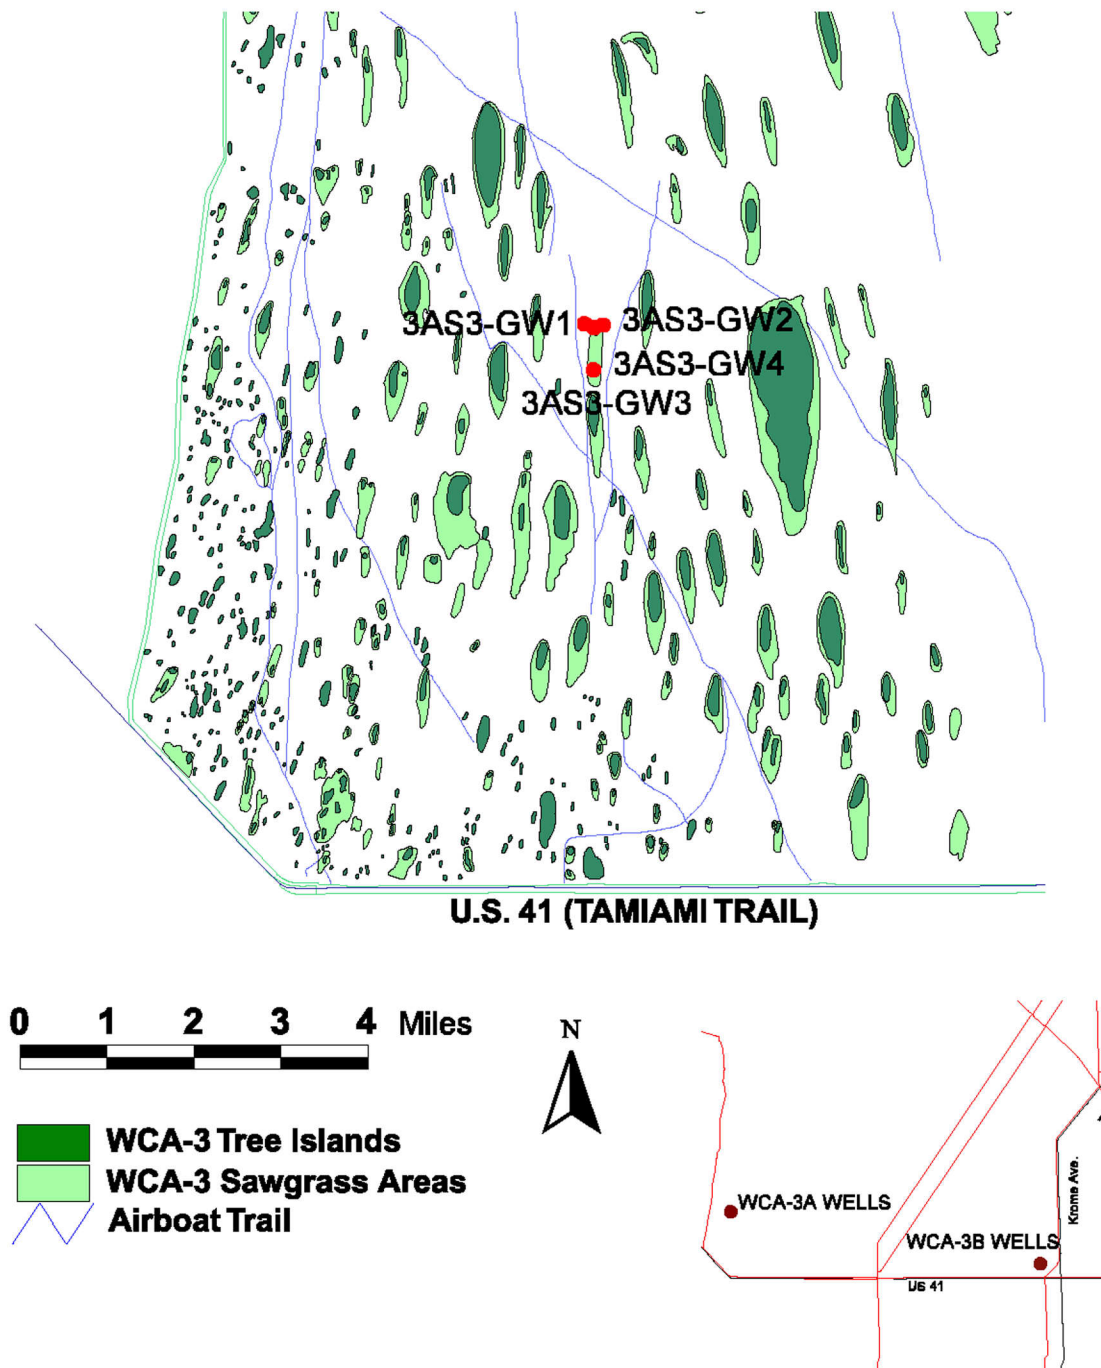 3AS3-GW1
3AS3-GW2
3AS3-GW4
3AS3-GW3
U.S. 41 (TAMIAMI TRAIL)
0 1 2 3 4 Miles
N
WCA-3 Tree Islands
WCA-3 Sawgrass Areas
Airboat Trail
WCA-3A WELLS
Krome Ave.
WCA-3B WELLS
US 41